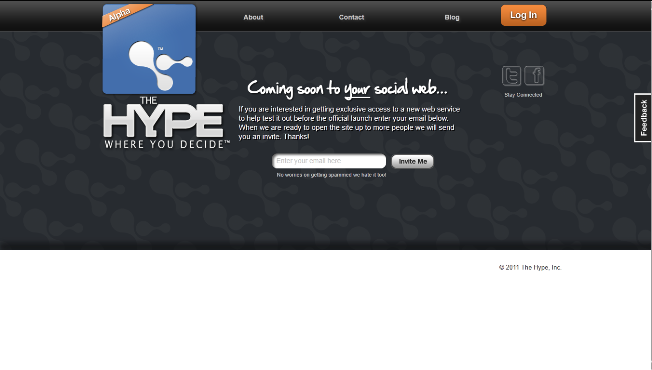 Alpha
About
Contact
Blog
Log In
™
THE
HYPE
WHERE YOU DECIDE™
Coming soon to your social web...
If you are interested in getting exclusive access to a new web service
to help test it out before the official launch enter your email below.
When we are ready to open the site up to more people we will send
you an invite. Thanks!
Enter your email here
Invite Me
No worries on getting spammed we hate it too!
t f
Stay Connected
Feedback
© 2011 The Hype, Inc.